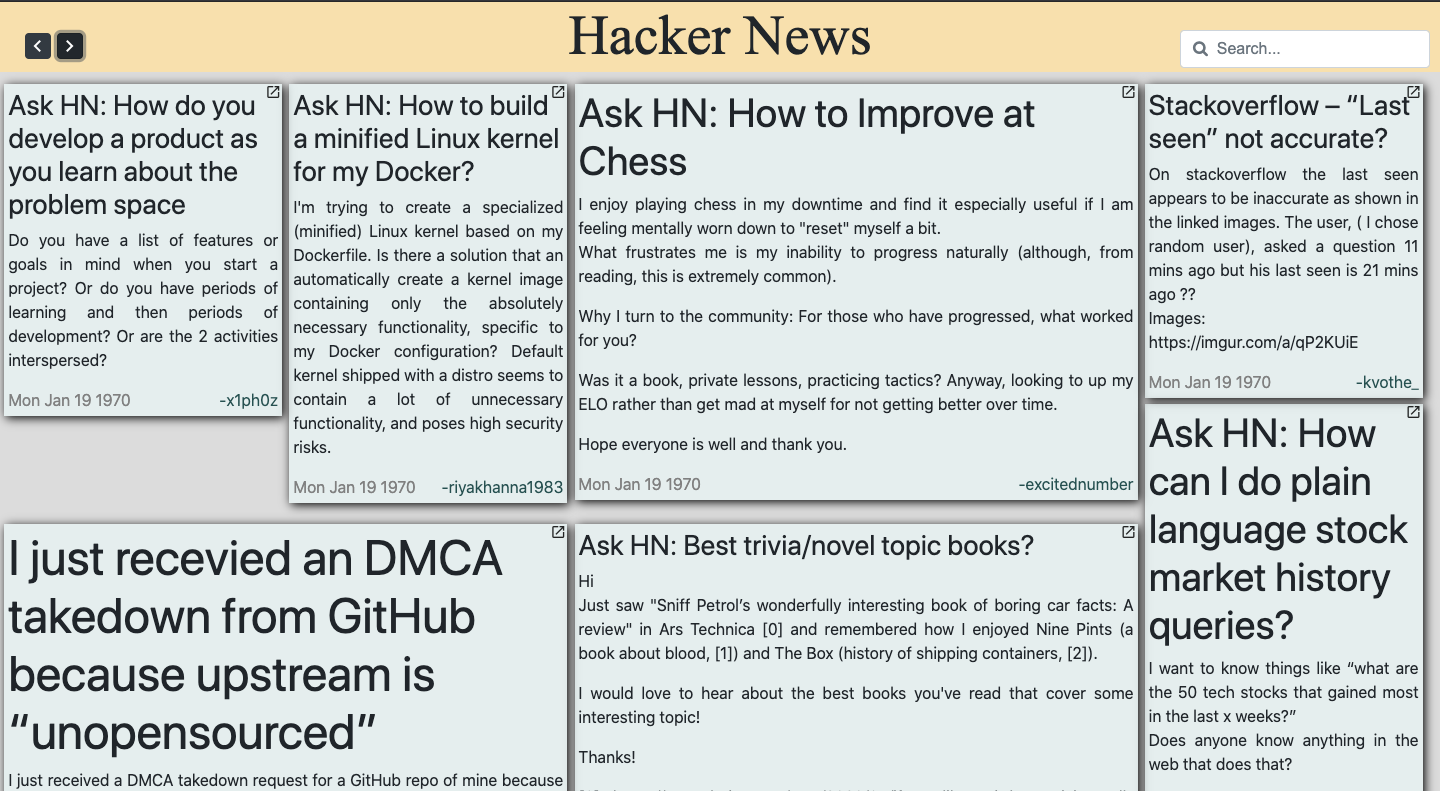 Hacker News
Search...
Ask HN: How do you
develop a product as
you learn about the
problem space
Do you have a list of features or
goals in mind when you start a
project? Or do you have periods of
learning and then periods of
development? Or are the 2 activities
interspersed?
Mon Jan 19 1970
-x1ph0z
Ask HN: How to build
a minified Linux kernel
for my Docker?
I'm trying to create a specialized
(minified) Linux kernel based on my
Dockerfile. Is there a solution that an
automatically create a kernel image
containing only the absolutely
necessary functionality, specific to
my Docker configuration? Default
kernel shipped with a distro seems to
contain a lot of unnecessary
functionality, and poses high security
risks.
Mon Jan 19 1970
-riyakhanna1983
Ask HN: How to Improve at
Chess
I enjoy playing chess in my downtime and find it especially useful if I am
feeling mentally worn down to "reset" myself a bit.
What frustrates me is my inability to progress naturally (although, from
reading, this is extremely common).
Why I turn to the community: For those who have progressed, what worked
for you?
Was it a book, private lessons, practicing tactics? Anyway, looking to up my
ELO rather than get mad at myself for not getting better over time.
Hope everyone is well and thank you.
Mon Jan 19 1970
-excitednumber
Stackoverflow – “Last
seen” not accurate?
On stackoverflow the last seen
appears to be inaccurate as shown in
the linked images. The user, ( I chose
random user), asked a question 11
mins ago but his last seen is 21 mins
ago ??
Images:
https://imgur.com/a/qP2KUiE
Mon Jan 19 1970
-kvothe_
I just recevied an DMCA
takedown from GitHub
because upstream is
“unopensourced”
I just received a DMCA takedown request for a GitHub repo of mine because
Ask HN: Best trivia/novel topic books?
Hi
Just saw "Sniff Petrol’s wonderfully interesting book of boring car facts: A
review" in Ars Technica [0] and remembered how I enjoyed Nine Pints (a
book about blood, [1]) and The Box (history of shipping containers, [2]).
I would love to hear about the best books you've read that cover some
interesting topic!
Thanks!
Ask HN: How
can I do plain
language stock
market history
queries?
I want to know things like “what are
the 50 tech stocks that gained most
in the last x weeks?”
Does anyone know anything in the
web that does that?